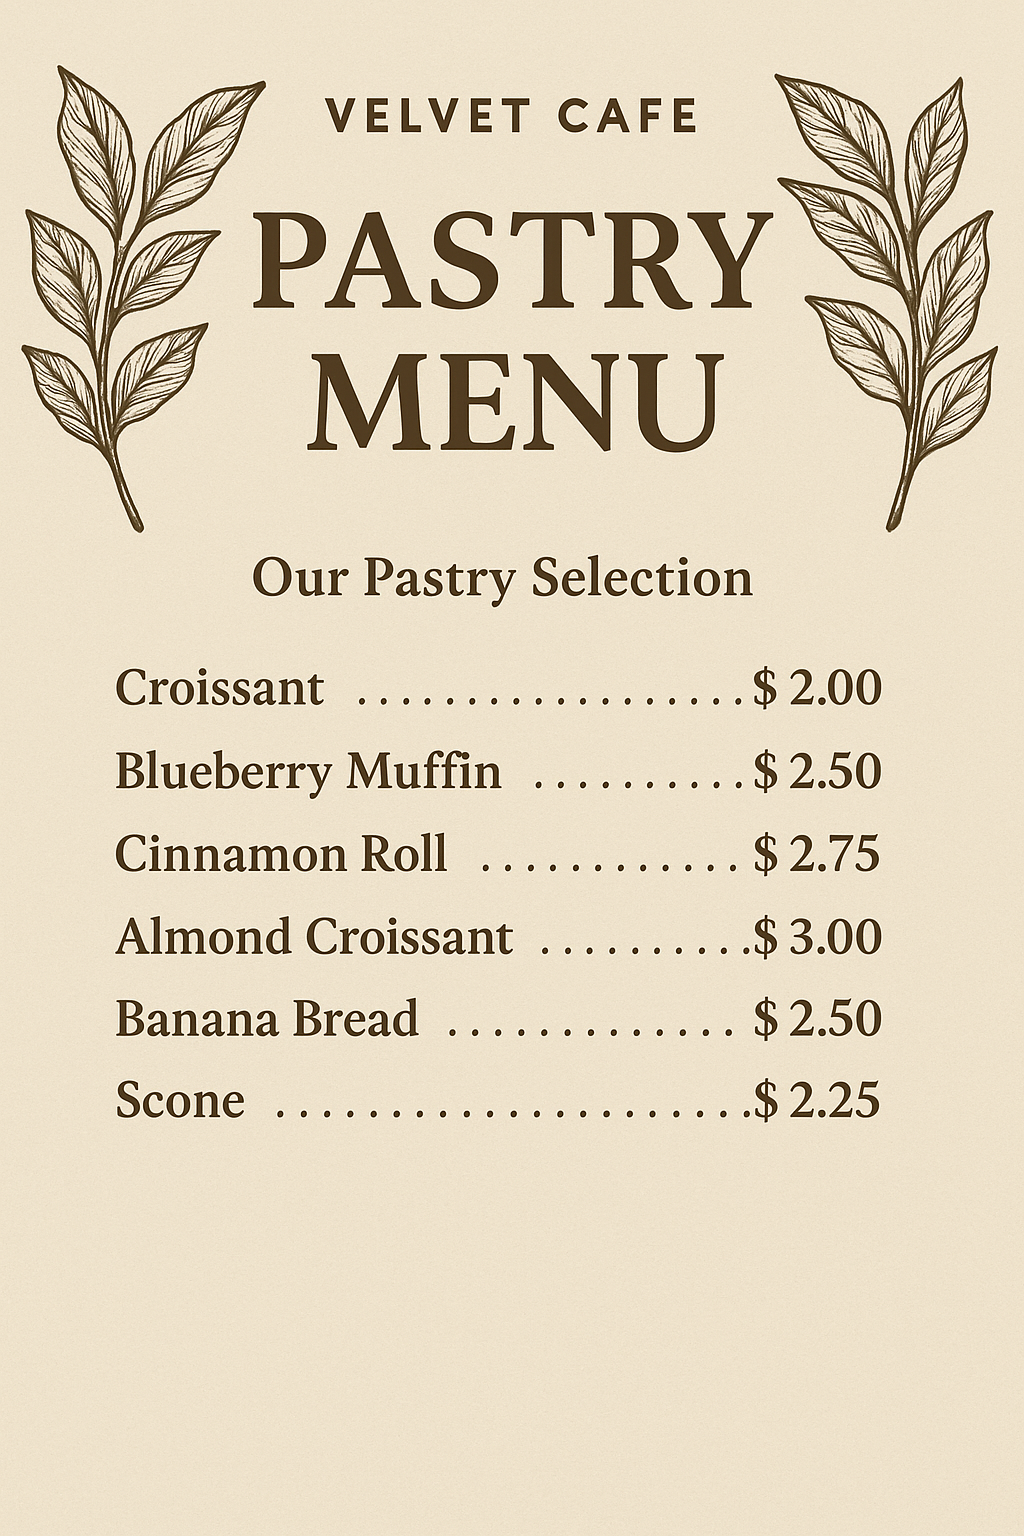 VELVET CAFE
PASTRY
MENU
Our Pastry Selection
Croissant ..................$ 2.00
Blueberry Muffin ..........$ 2.50
Cinnamon Roll ............$ 2.75
Almond Croissant ..........$ 3.00
Banana Bread .............$ 2.50
Scone .....................$ 2.25